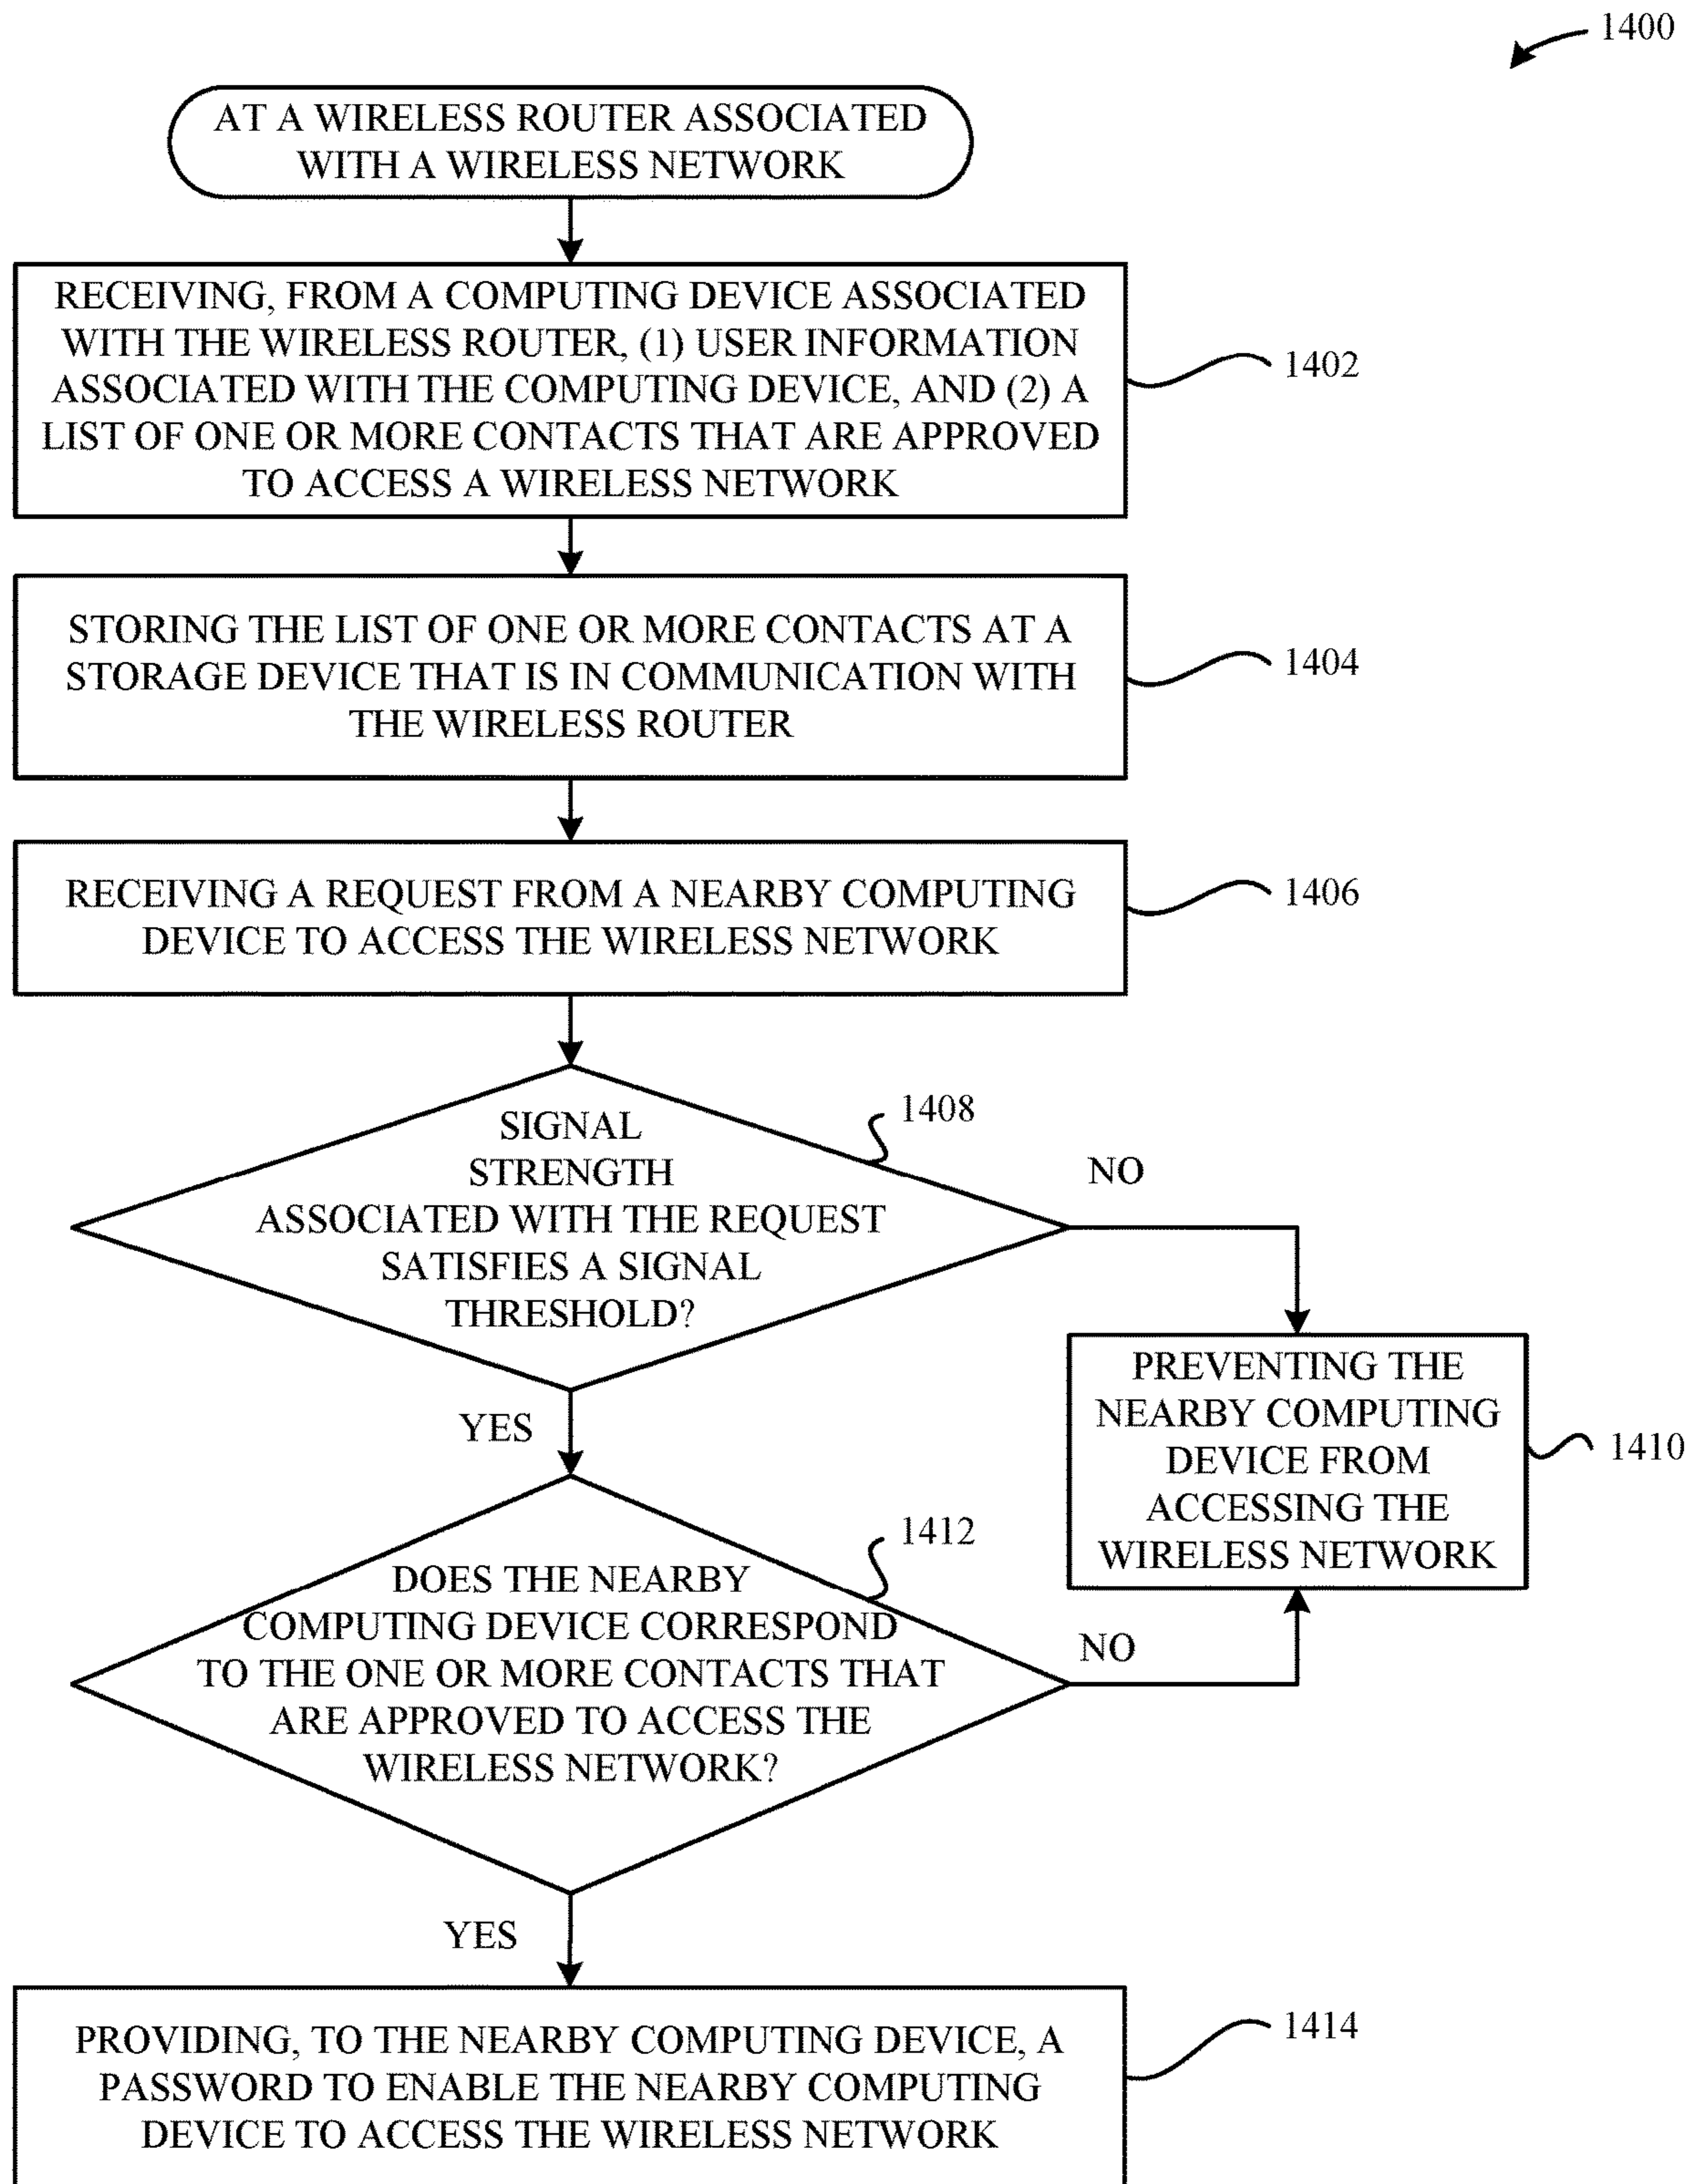 1400
AT A WIRELESS ROUTER ASSOCIATED
WITH A WIRELESS NETWORK
RECEIVING, FROM A COMPUTING DEVICE ASSOCIATED
WITH THE WIRELESS ROUTER, (1) USER INFORMATION
ASSOCIATED WITH THE COMPUTING DEVICE, AND (2) A
LIST OF ONE OR MORE CONTACTS THAT ARE APPROVED
TO ACCESS A WIRELESS NETWORK
1402
STORING THE LIST OF ONE OR MORE CONTACTS AT A
STORAGE DEVICE THAT IS IN COMMUNICATION WITH
THE WIRELESS ROUTER
1404
RECEIVING A REQUEST FROM A NEARBY COMPUTING
DEVICE TO ACCESS THE WIRELESS NETWORK
1406
SIGNAL
STRENGTH
ASSOCIATED WITH THE REQUEST
SATISFIES A SIGNAL
THRESHOLD?
1408
NO
YES
PREVENTING THE
NEARBY COMPUTING
DEVICE FROM
ACCESSING THE
WIRELESS NETWORK
1410
DOES THE NEARBY
COMPUTING DEVICE CORRESPOND
TO THE ONE OR MORE CONTACTS THAT
ARE APPROVED TO ACCESS THE
WIRELESS NETWORK?
1412
NO
YES
PROVIDING, TO THE NEARBY COMPUTING DEVICE, A
PASSWORD TO ENABLE THE NEARBY COMPUTING
DEVICE TO ACCESS THE WIRELESS NETWORK
1414